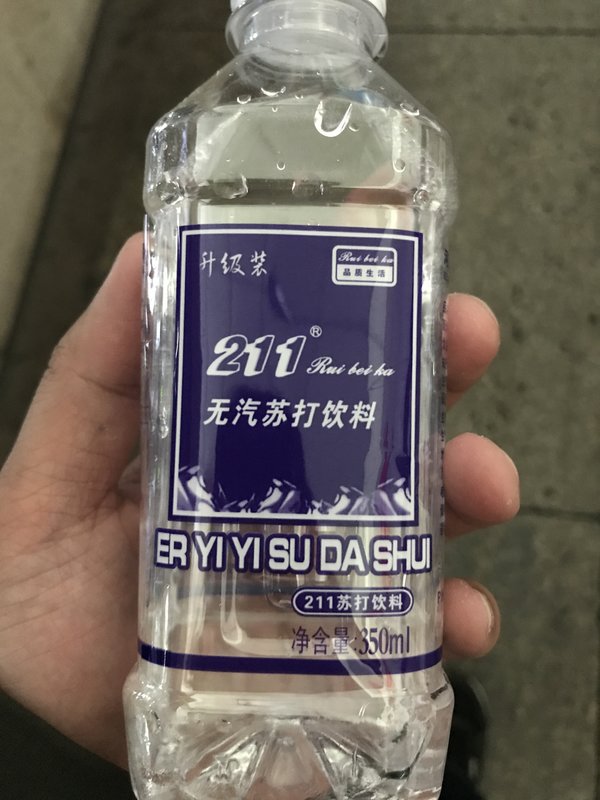 升级装
Rui bei ka
品质生活
211®
Rui bei ka
无汽苏打饮料
ER YI YI SU DA SHUI
211苏打饮料
净含量:350ml